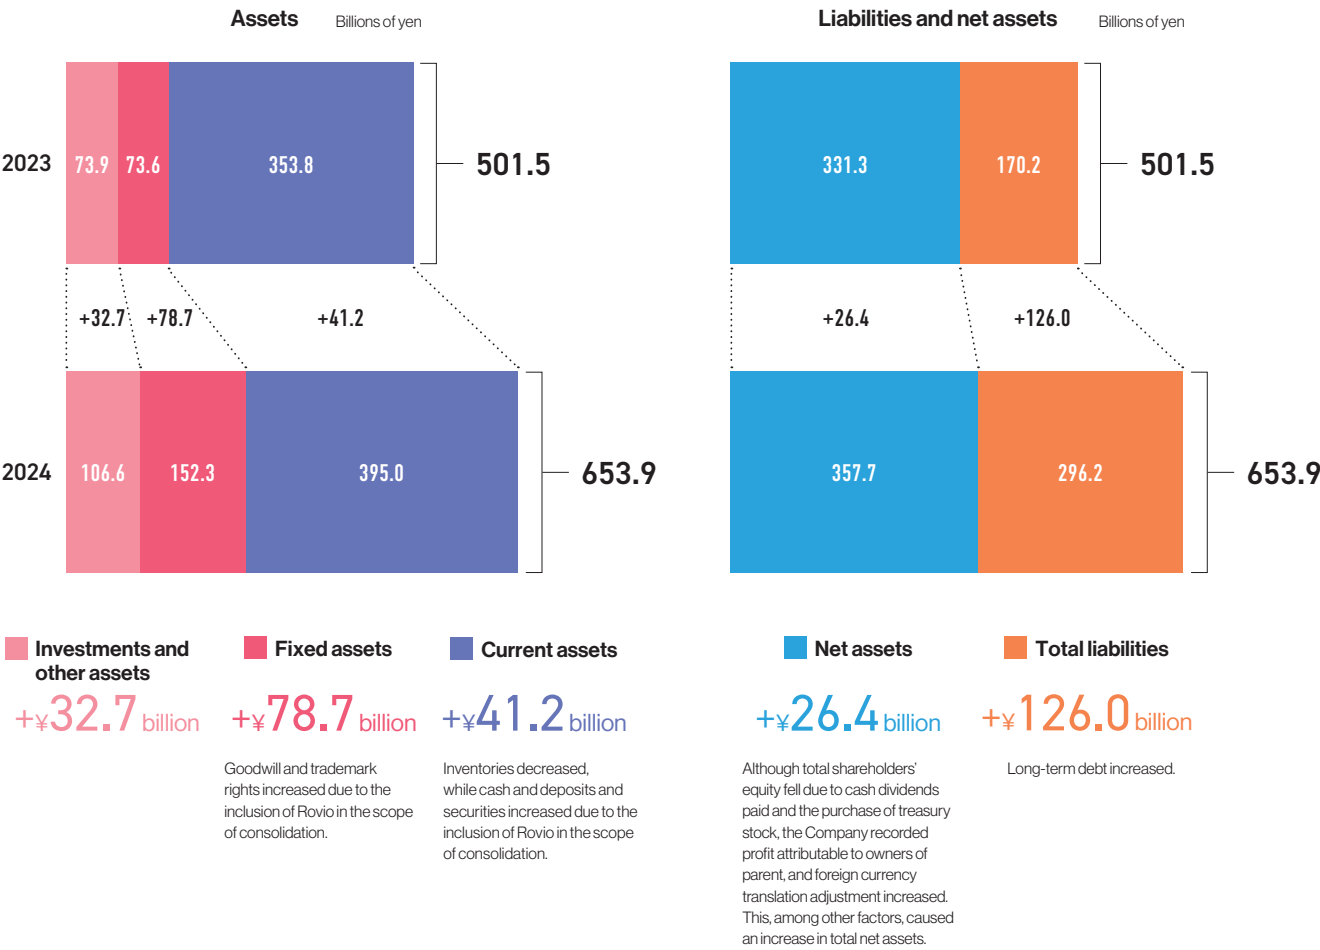 Assets Billions of yen
2023 73.9 73.6 353.8 501.5
+32.7 +78.7 +41.2
2024 106.6 152.3 395.0 653.9
Investments and
other assets
+¥32.7 billion
Fixed assets
+¥78.7 billion
Goodwill and trademark
rights increased due to the
inclusion of Rovio in the scope
of consolidation.
Current assets
+¥41.2 billion
Inventories decreased,
while cash and deposits and
securities increased due to the
inclusion of Rovio in the scope
of consolidation.
Liabilities and net assets Billions of yen
331.3 170.2 501.5
+26.4 +126.0
357.7 296.2 653.9
Net assets
+¥26.4 billion
Although total shareholders'
equity fell due to cash dividends
paid and the purchase of treasury
stock, the Company recorded
profit attributable to owners of
parent, and foreign currency
translation adjustment increased.
This, among other factors, caused
an increase in total net assets.
Total liabilities
+¥126.0 billion
Long-term debt increased.